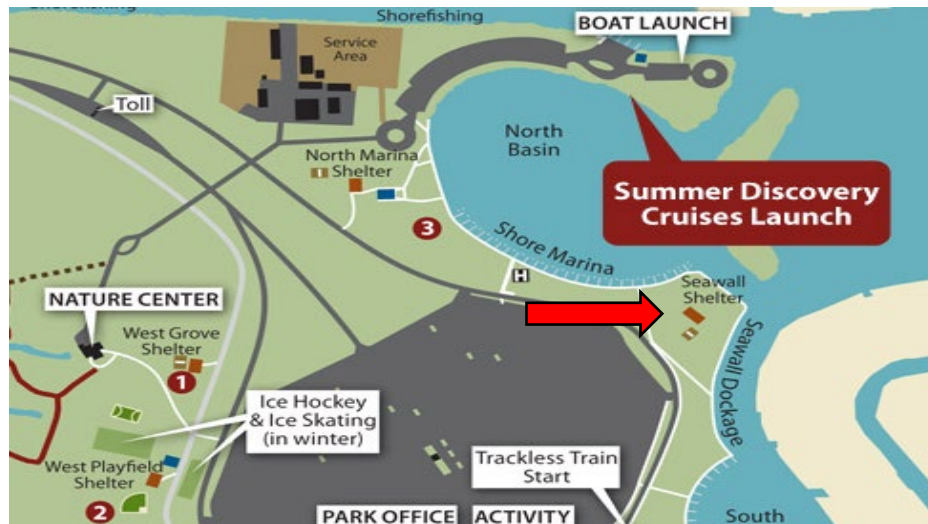 Shorefishing
Shorefishing
BOAT LAUNCH
Service
Area
Toll
North
Basin
North Marina
Shelter
Summer Discovery
Cruises Launch
3
Shore Marina
H
Seawall
Shelter
NATURE CENTER
West Grove
Shelter
1
Seawall Dockage
Ice Hockey
& Ice Skating
(in winter)
Trackless Train
Start
West Playfield
Shelter
2
PARK OFFICE
ACTIVITY
South